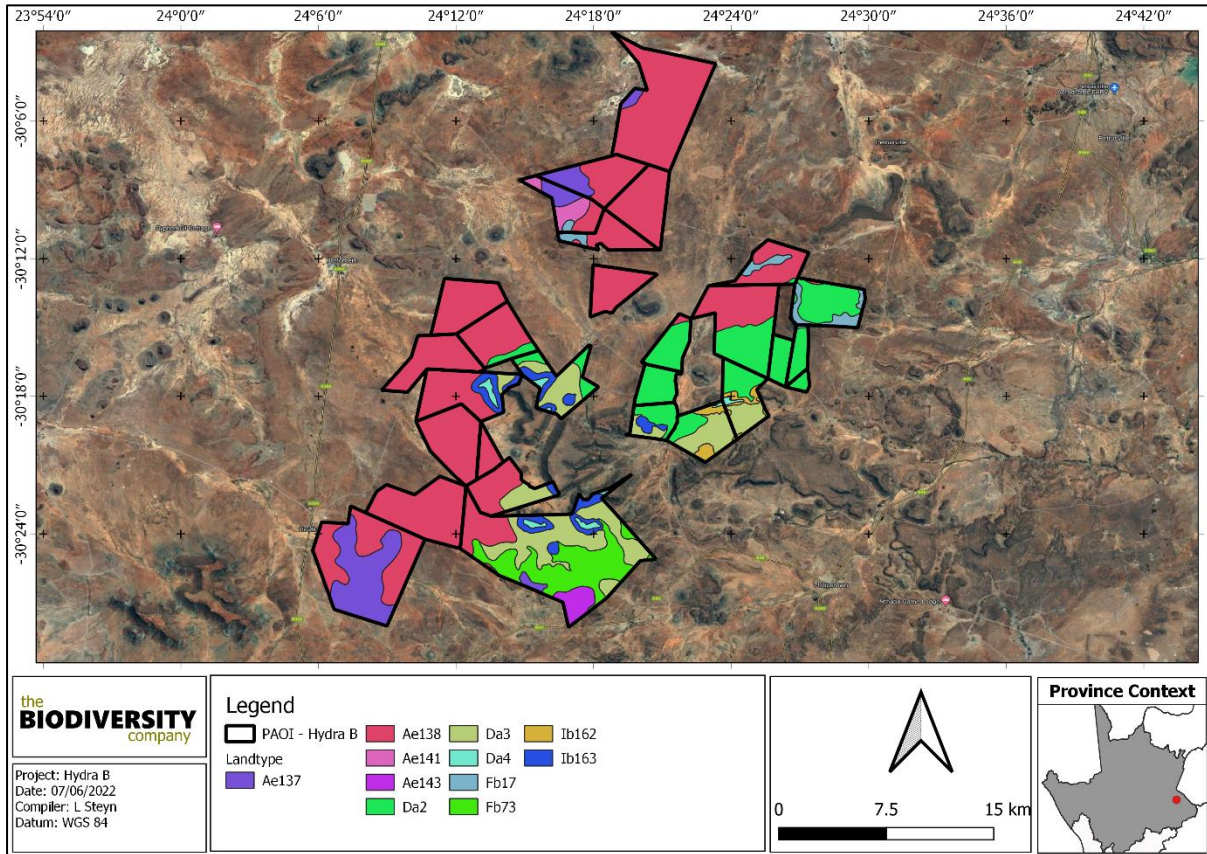 23°54′0″ 24°0′0″ 24°6′0″ 24°12′0″ 24°18′0″ 24°24′0″ 24°30′0″ 24°36′0″ 24°42′0″
-30°6′0″
-30°12′0″
-30°18′0″
-30°24′0″
Petrusville
Philipstown
the
BIODIVERSITY
company
Project: Hydra B
Date: 07/06/2022
Compiler: L Steyn
Datum: WGS 84
Legend
PAOI - Hydra B
Landtype
Ae137
Ae138
Ae141
Ae143
Da2
Da3
Da4
Fb17
Fb73
Ib162
Ib163
0 7.5 15 km
Province Context